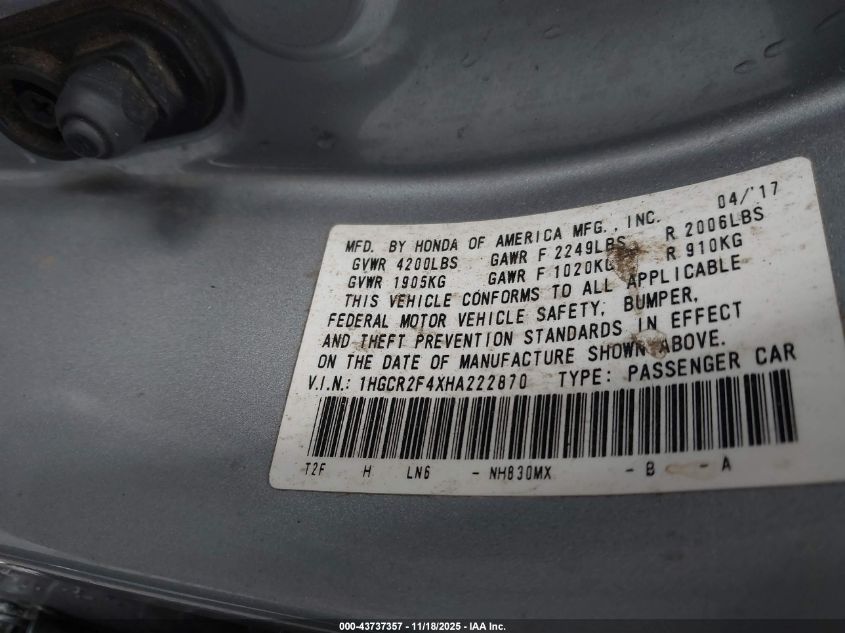 04/'17
MFD. BY HONDA OF AMERICA MFG., INC.
GVWR 4200LBS GAWR F 2249LBS R 2006LBS
GVWR 1905KG GAWR F 1020KG R 910KG
THIS VEHICLE CONFORMS TO ALL APPLICABLE
FEDERAL MOTOR VEHICLE SAFETY, BUMPER,
AND THEFT PREVENTION STANDARDS IN EFFECT
ON THE DATE OF MANUFACTURE SHOWN ABOVE.
V.I.N.: 1HGCR2F4XHA222870 TYPE: PASSENGER CAR
T2F H LN6 - NH830MX - B - A
000-43737357 - 11/18/2025 - IAA Inc.